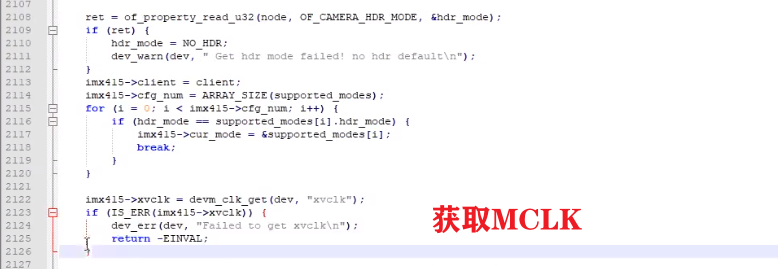 2107
2108 ret = of_property_read_u32(node, OF_CAMERA_HDR_MODE, &hdr_mode);
2109 if (ret) {
2110 hdr_mode = NO_HDR;
2111 dev_warn(dev, " Get hdr mode failed! no hdr default\n");
2112 }
2113 imx415->client = client;
2114 imx415->cfg_num = ARRAY_SIZE(supported_modes);
2115 for (i = 0; i < imx415->cfg_num; i++) {
2116 if (hdr_mode == supported_modes[i].hdr_mode) {
2117 imx415->cur_mode = &supported_modes[i];
2118 break;
2119 }
2120 }
2121
2122 imx415->xvclk = devm_clk_get(dev, "xvclk");
2123 if (IS_ERR(imx415->xvclk)) {
2124 dev_err(dev, "Failed to get xvclk\n");
2125 return -EINVAL;
2126 }
2127
获取MCLK